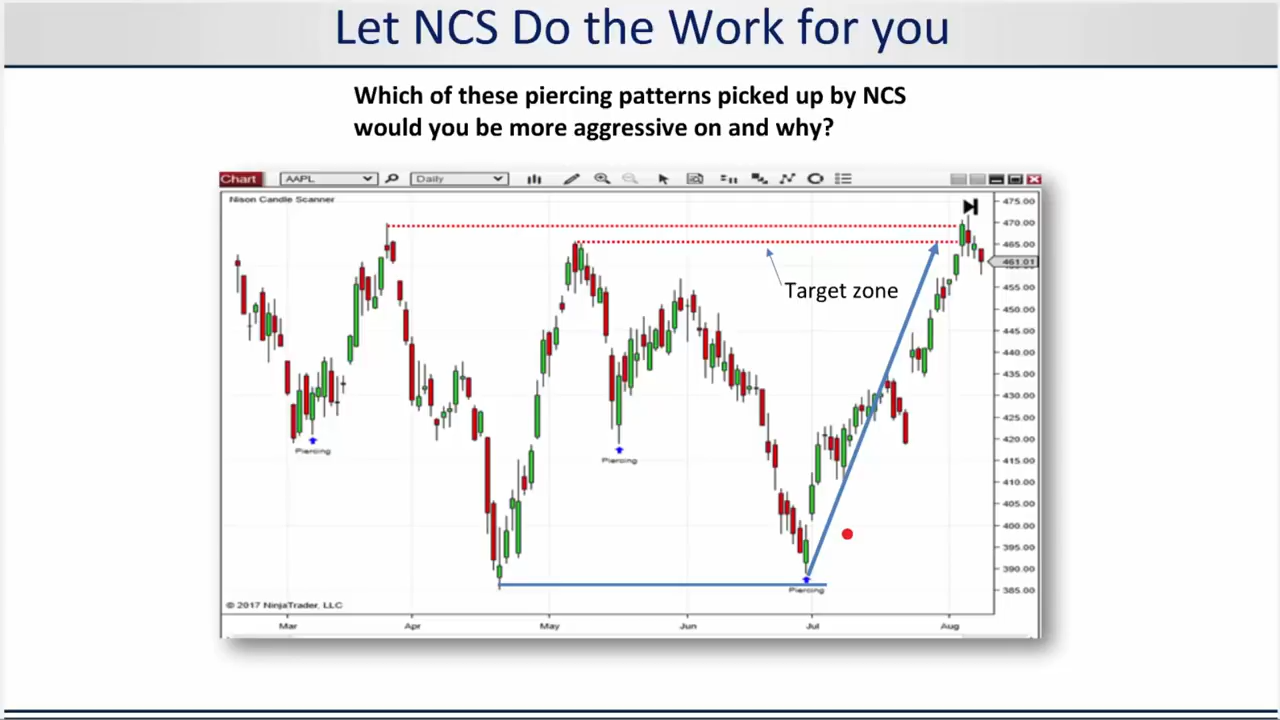 Let NCS Do the Work for you
Which of these piercing patterns picked up by NCS
would you be more aggressive on and why?
Chart AAPL Daily
Nison Candle Scanner
475.00
470.00
465.00
461.01
455.00
450.00
445.00
440.00
435.00
430.00
425.00
420.00
415.00
410.00
405.00
400.00
395.00
390.00
385.00
Target zone
Piercing
Piercing
Piercing
© 2017 NinjaTrader, LLC
Mar Apr May Jun Jul Aug